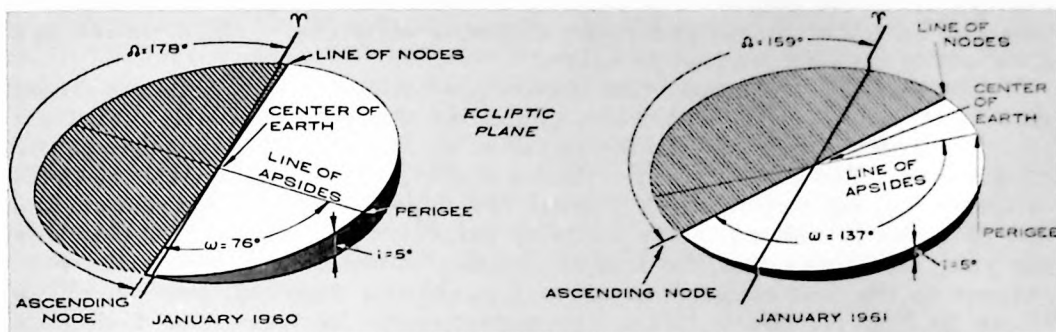 ♈
Ω=178°
LINE OF NODES
CENTER OF
EARTH
LINE OF
APSIDES
PERIGEE
ω=76°
i=5°
ASCENDING
NODE
JANUARY 1960
ECLIPTIC
PLANE
♈
Ω=159°
LINE OF
NODES
CENTER
OF
EARTH
LINE OF
APSIDES
PERIGEE
ω=137°
i=5°
ASCENDING NODE
JANUARY 1961